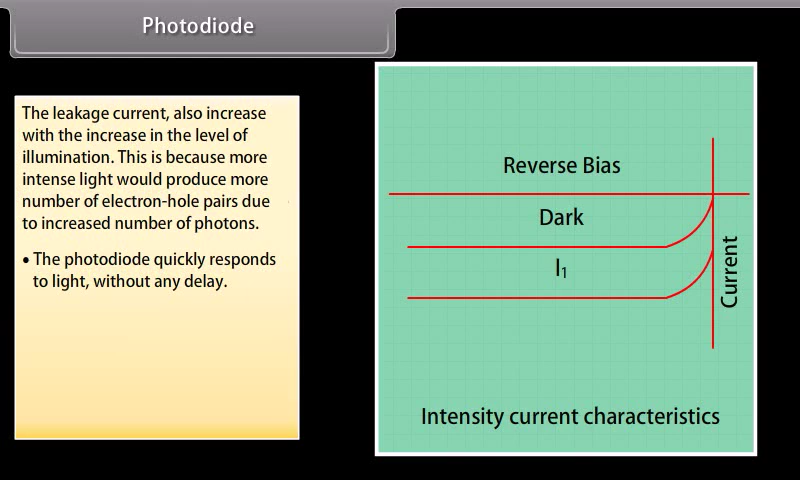 Photodiode
The leakage current, also increase
with the increase in the level of
illumination. This is because more
intense light would produce more
number of electron-hole pairs due
to increased number of photons.
• The photodiode quickly responds
to light, without any delay.
Reverse Bias
Dark
I₁
Current
Intensity current characteristics